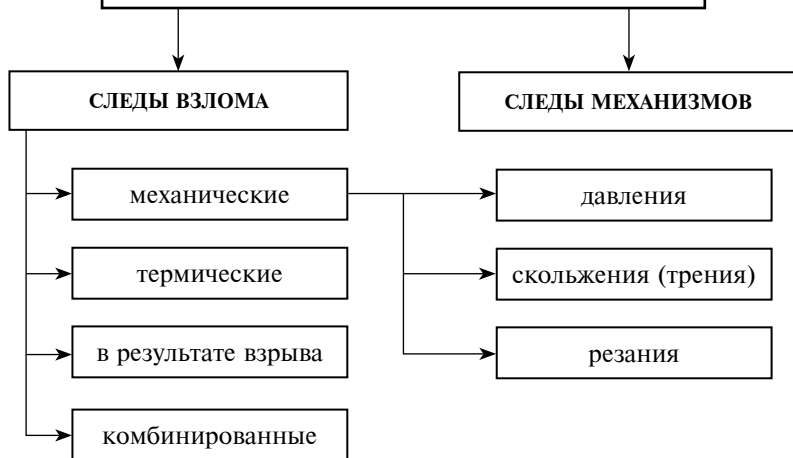 СЛЕДЫ ВЗЛОМА
СЛЕДЫ МЕХАНИЗМОВ
механические
давления
термические
скольжения (трения)
в результате взрыва
резания
комбинированные